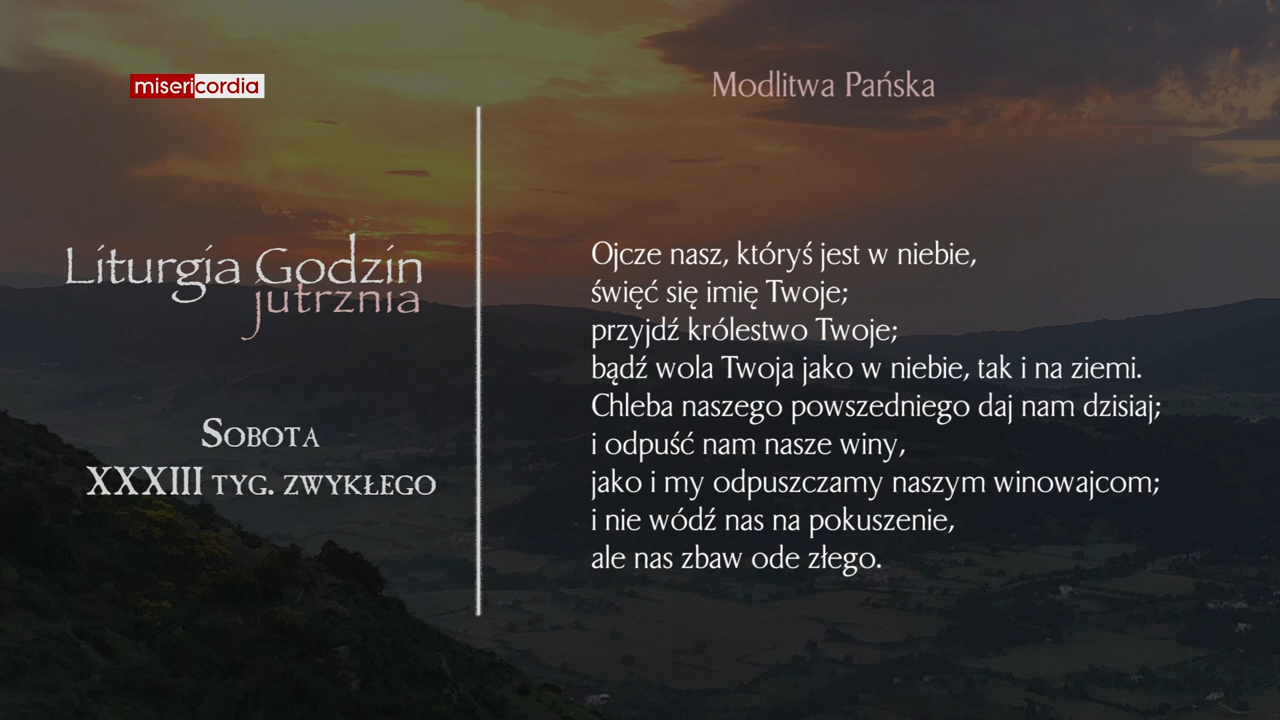 misericordia
Liturgia Godzin
jutrznia
Sobota
XXXIII tyg. zwykłego
Modlitwa Pańska
Ojcze nasz, któryś jest w niebie,
święć się imię Twoje;
przyjdź królestwo Twoje;
bądź wola Twoja jako w niebie, tak i na ziemi.
Chleba naszego powszedniego daj nam dzisiaj;
i odpuść nam nasze winy,
jako i my odpuszczamy naszym winowajcom;
i nie wódź nas na pokuszenie,
ale nas zbaw ode złego.